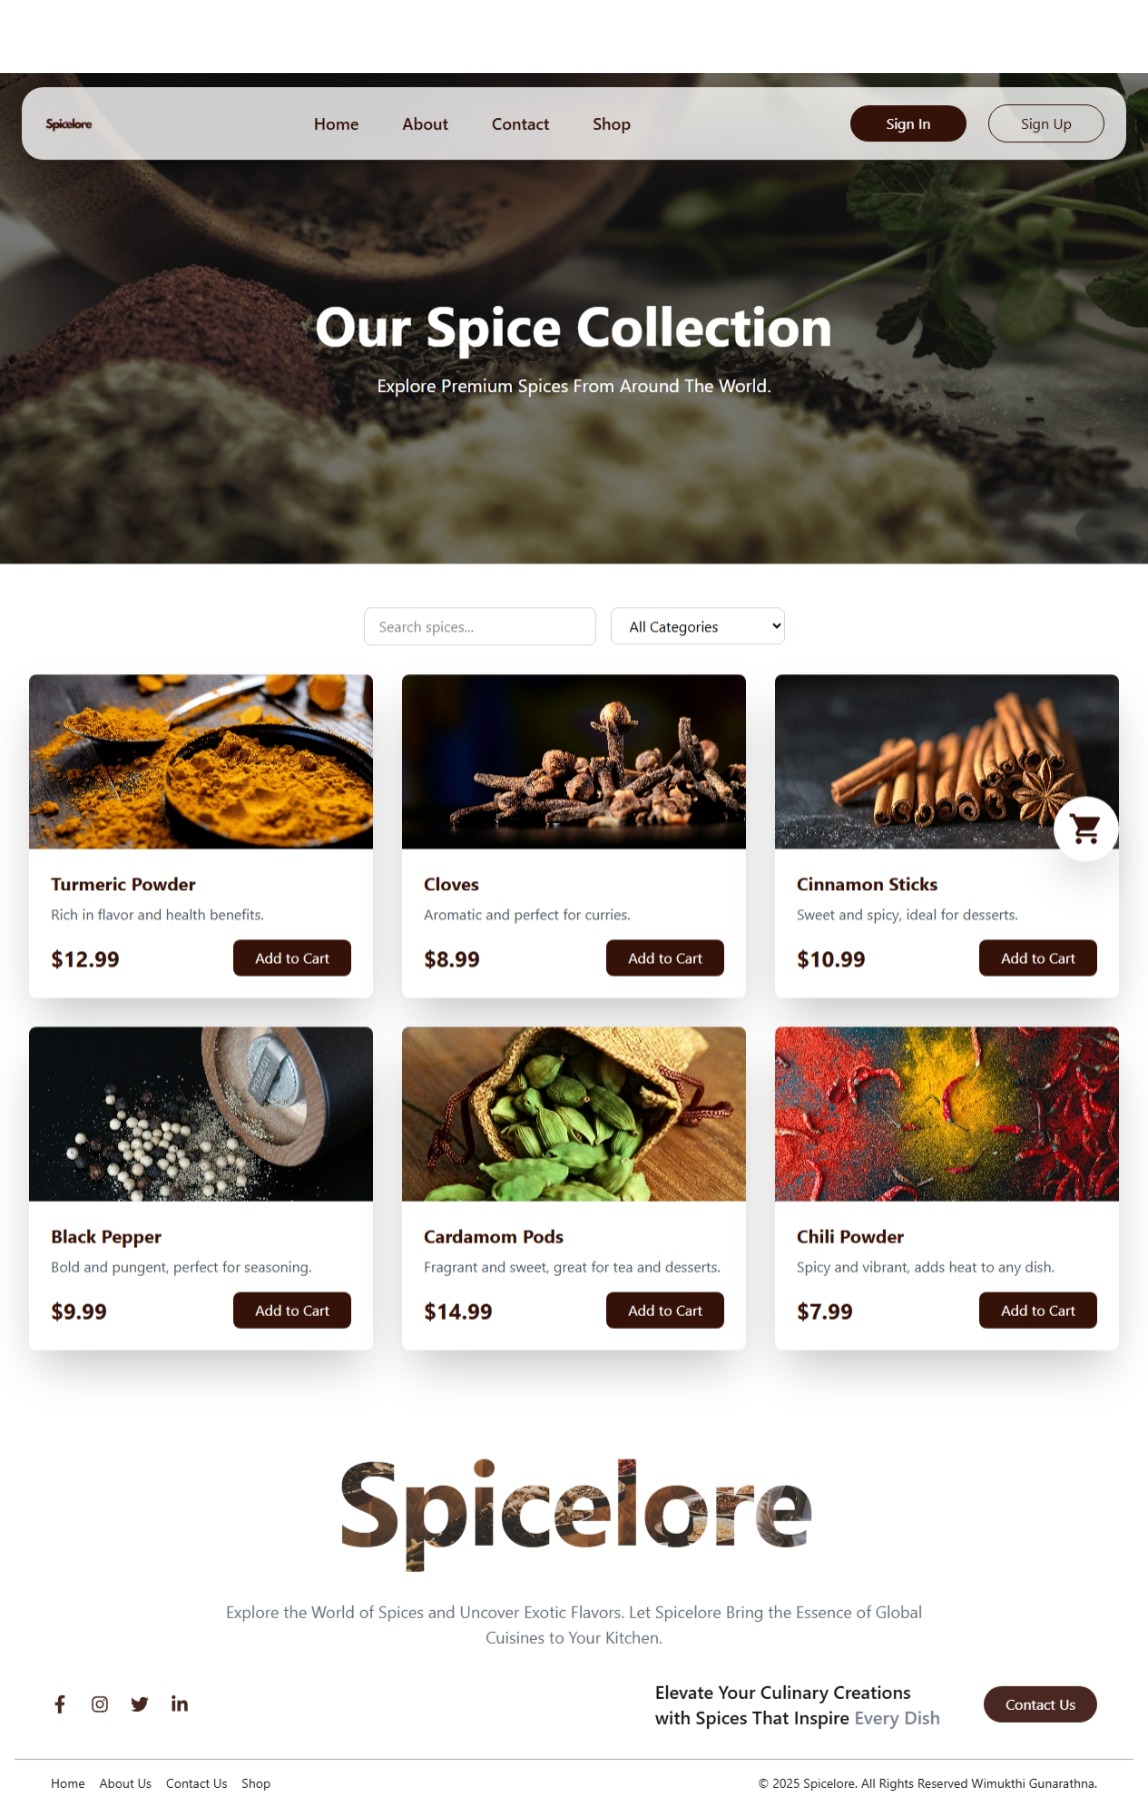 Spicelore
Home About Contact Shop
Sign In Sign Up
Our Spice Collection
Explore Premium Spices From Around The World.
Search spices... All Categories
Turmeric Powder
Rich in flavor and health benefits.
$12.99 Add to Cart
Cloves
Aromatic and perfect for curries.
$8.99 Add to Cart
Cinnamon Sticks
Sweet and spicy, ideal for desserts.
$10.99 Add to Cart
Black Pepper
Bold and pungent, perfect for seasoning.
$9.99 Add to Cart
Cardamom Pods
Fragrant and sweet, great for tea and desserts.
$14.99 Add to Cart
Chili Powder
Spicy and vibrant, adds heat to any dish.
$7.99 Add to Cart
Spicelore
Explore the World of Spices and Uncover Exotic Flavors. Let Spicelore Bring the Essence of Global
Cuisines to Your Kitchen.
Elevate Your Culinary Creations
with Spices That Inspire Every Dish
Contact Us
Home About Us Contact Us Shop
© 2025 Spicelore. All Rights Reserved Wimukthi Gunarathna.